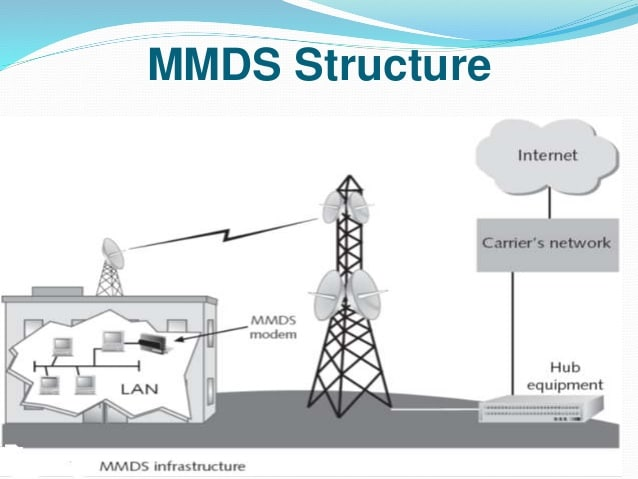 MMDS Structure
Internet
Carrier's network
MMDS
modem
LAN
Hub
equipment
MMDS infrastructure